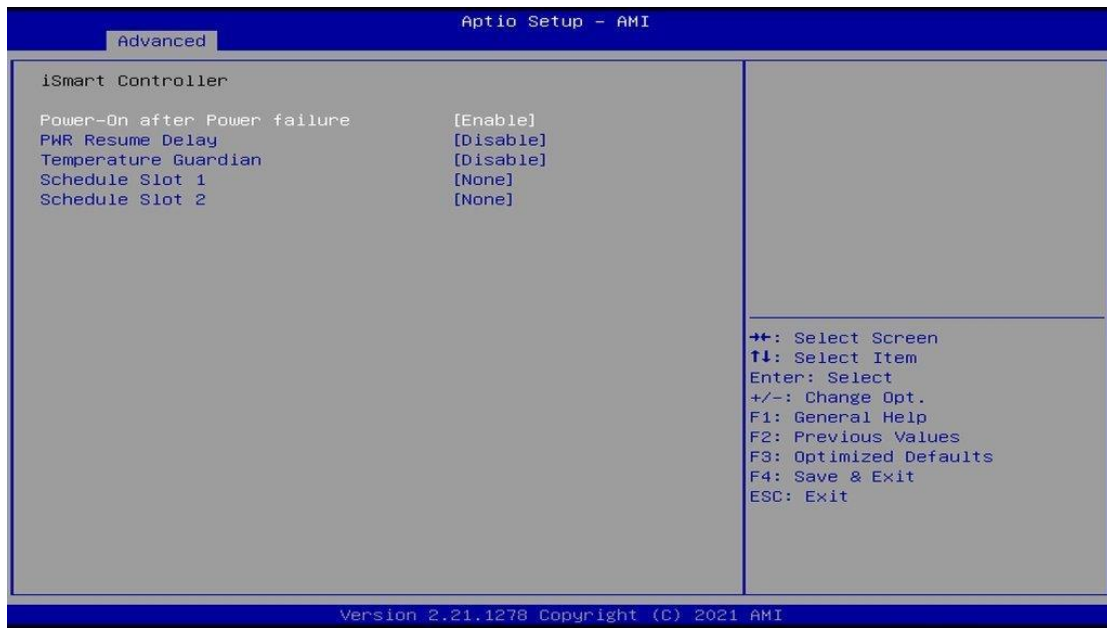 Aptio Setup - AMI
Advanced
iSmart Controller
Power-On after Power failure [Enable]
PWR Resume Delay [Disable]
Temperature Guardian [Disable]
Schedule Slot 1 [None]
Schedule Slot 2 [None]
→←: Select Screen
↑↓: Select Item
Enter: Select
+/-: Change Opt.
F1: General Help
F2: Previous Values
F3: Optimized Defaults
F4: Save & Exit
ESC: Exit
Version 2.21.1278 Copyright (C) 2021 AMI